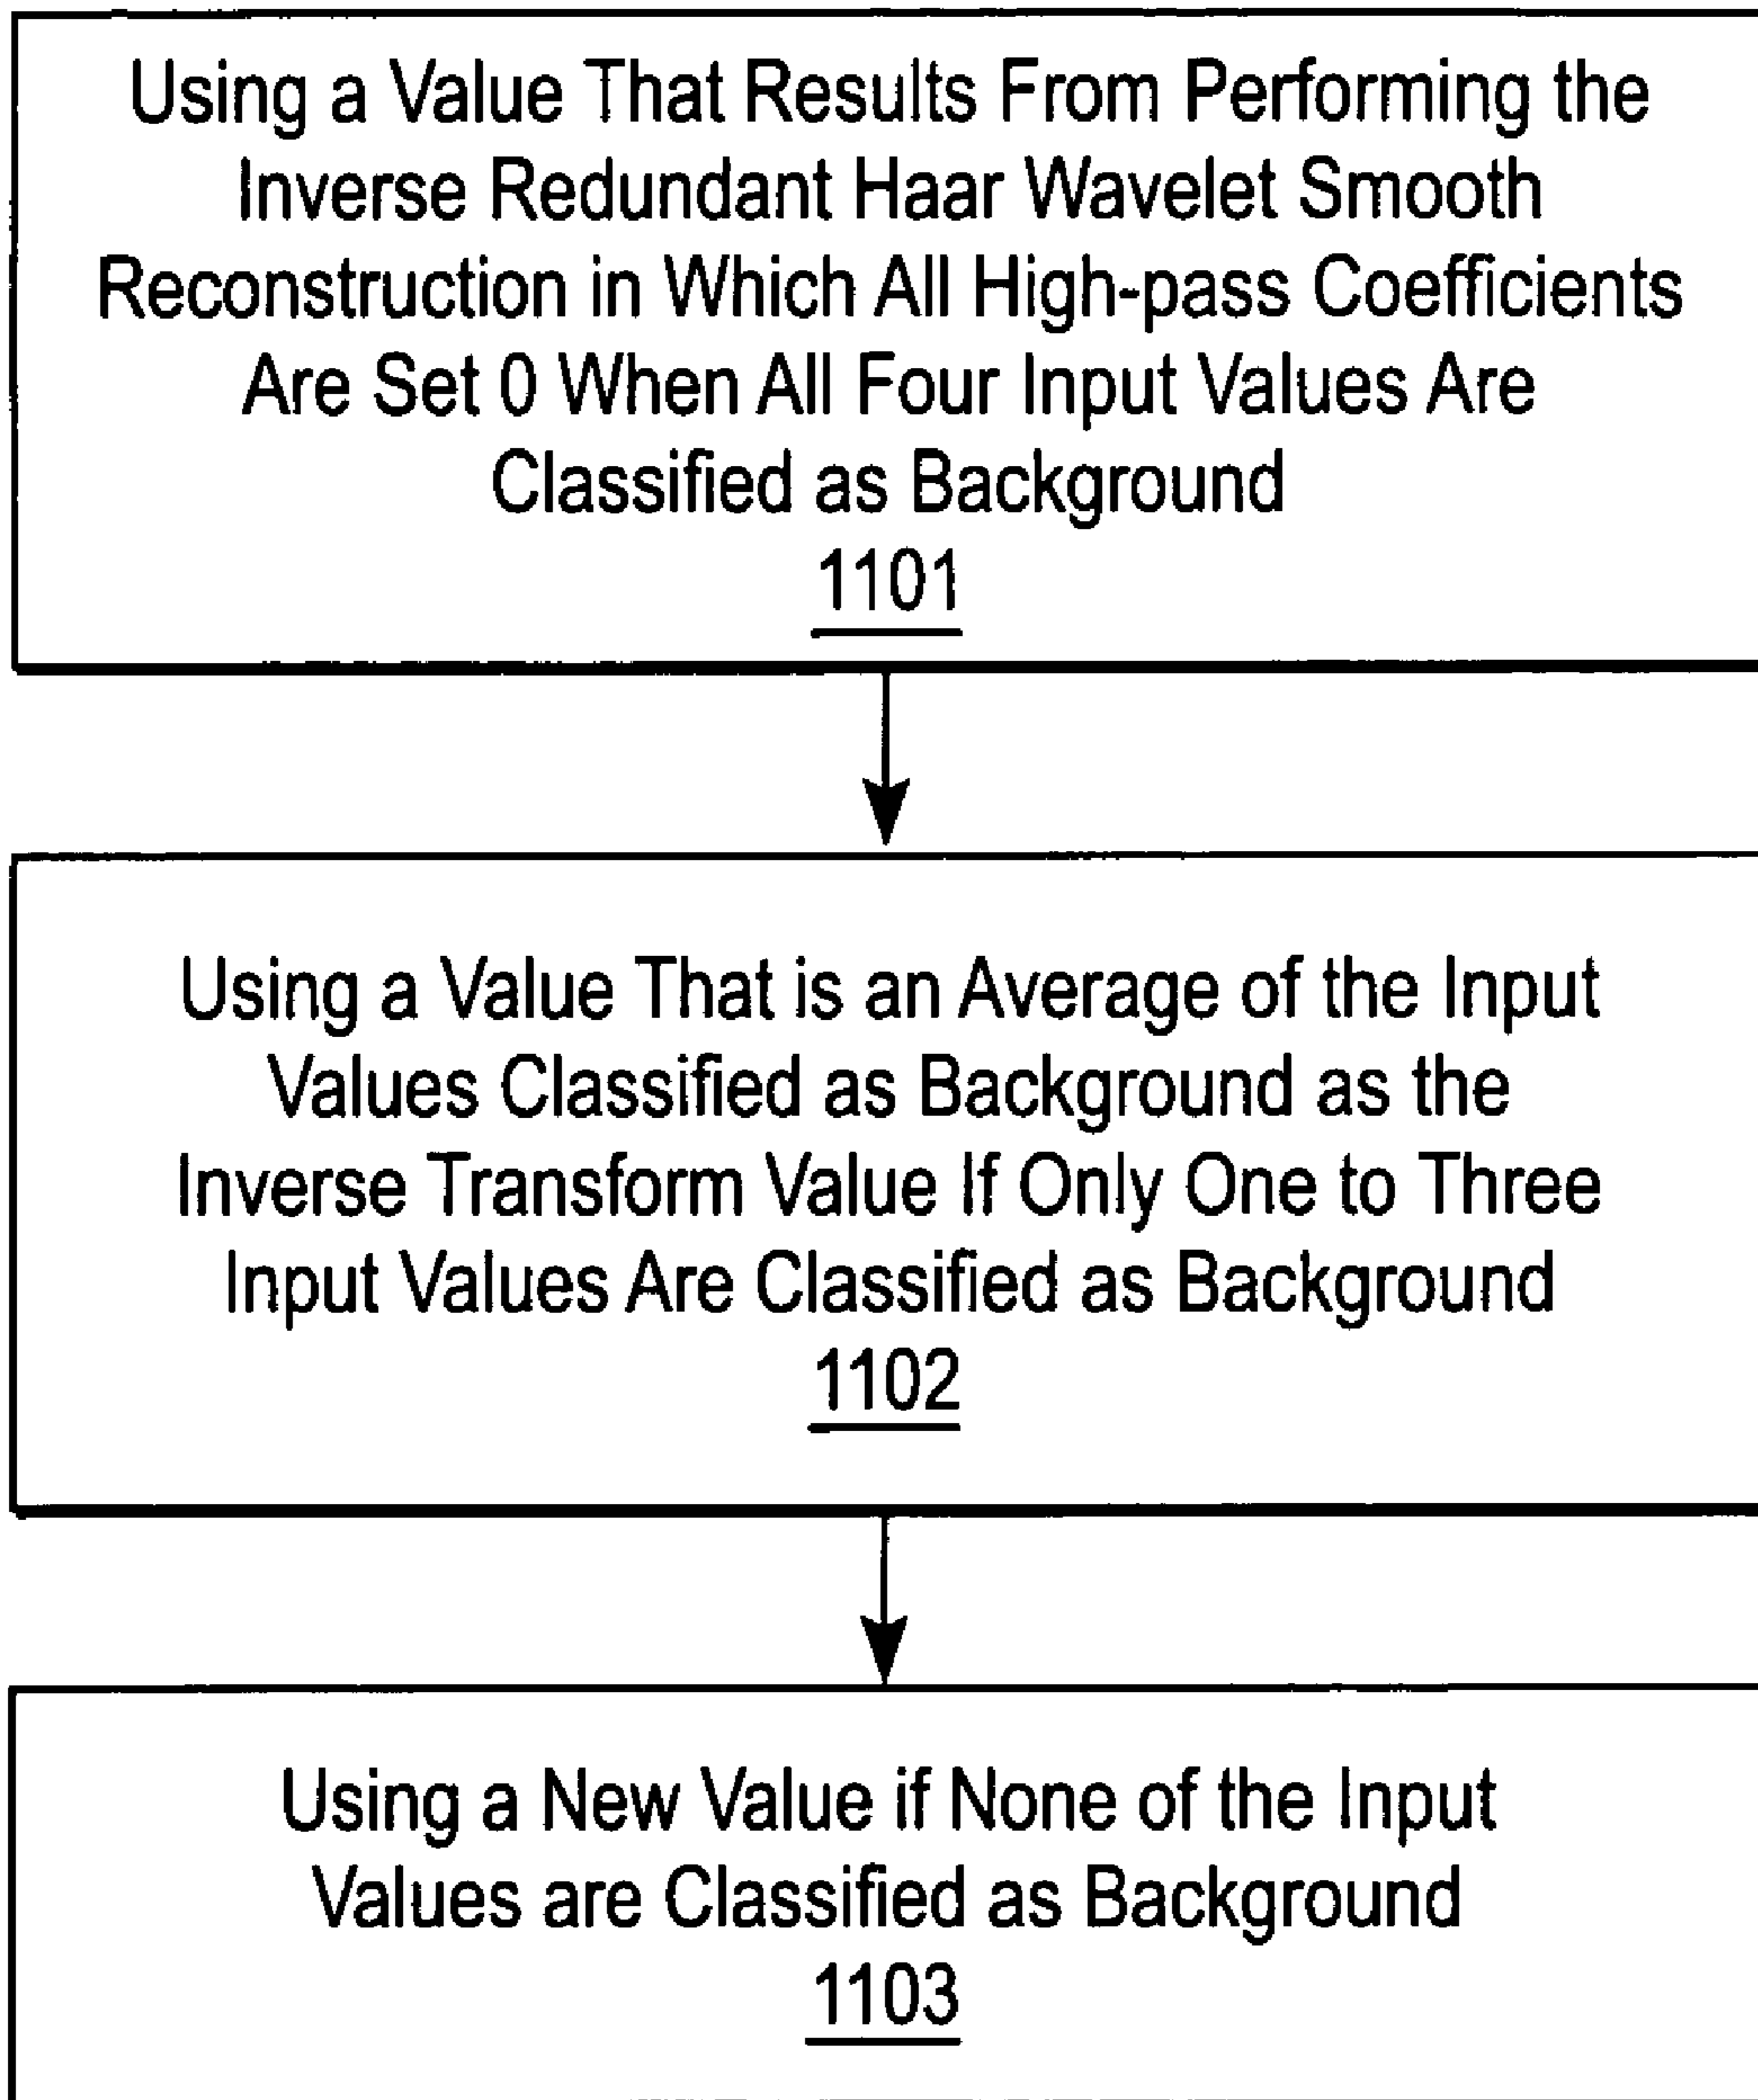 Using a Value That Results From Performing the
Inverse Redundant Haar Wavelet Smooth
Reconstruction in Which All High-pass Coefficients
Are Set 0 When All Four Input Values Are
Classified as Background
1101
Using a Value That is an Average of the Input
Values Classified as Background as the
Inverse Transform Value If Only One to Three
Input Values Are Classified as Background
1102
Using a New Value if None of the Input
Values are Classified as Background
1103